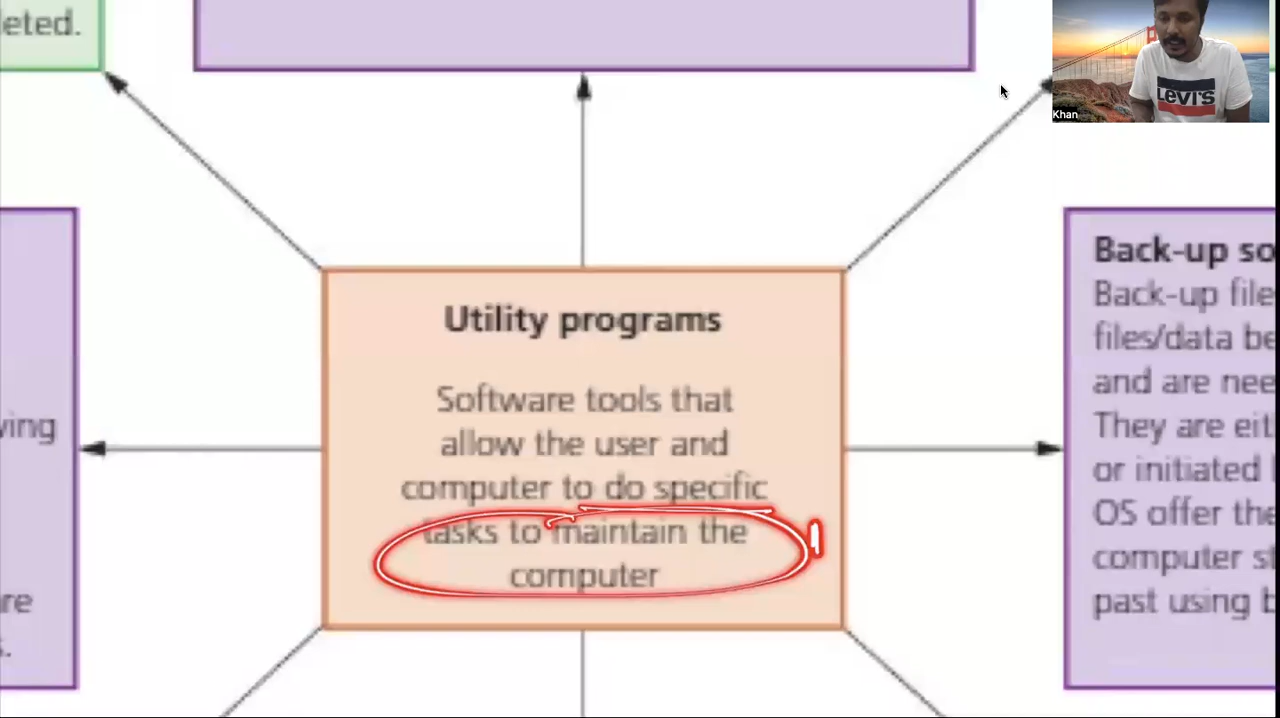 leted.
LEVI'S
Khan
Utility programs
Software tools that
allow the user and
computer to do specific
tasks to maintain the
computer
ving
re
s.
Back-up so
Back-up file
files/data be
and are nee
They are eit
or initiated
OS offer the
computer st
past using b